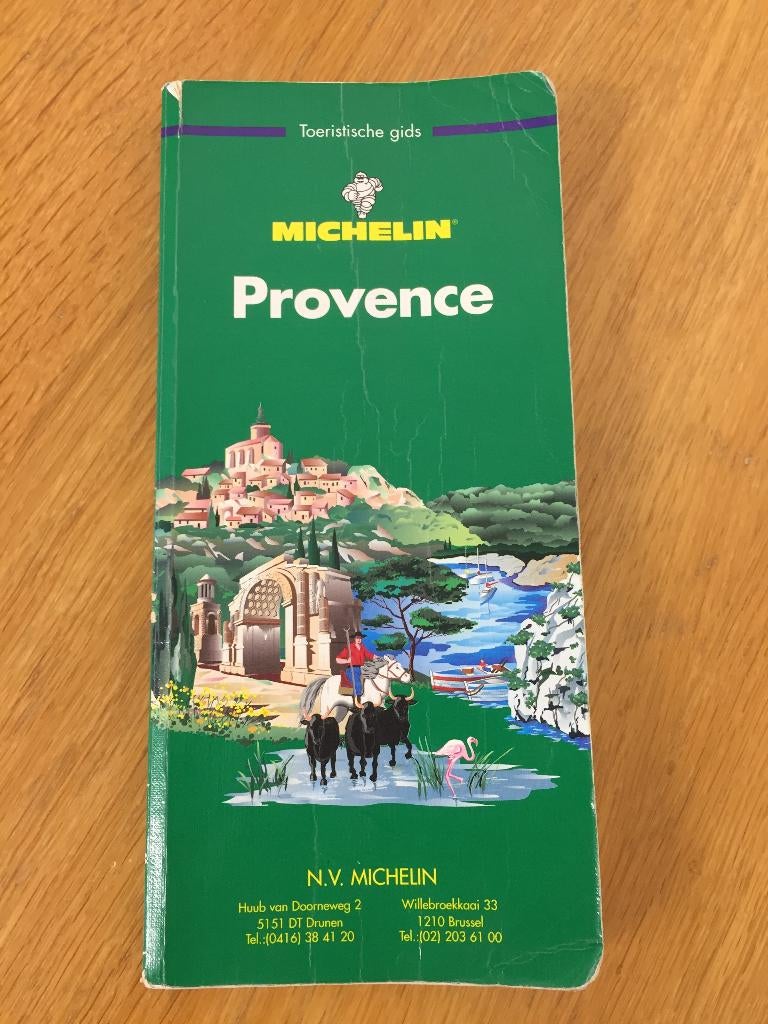 Toeristische gids
MICHELIN®
Provence
N.V. MICHELIN
Huub van Doorneweg 2
5151 DT Drunen
Tel.:(0416) 38 41 20
Willebroekkaai 33
1210 Brussel
Tel.:(02) 203 61 00